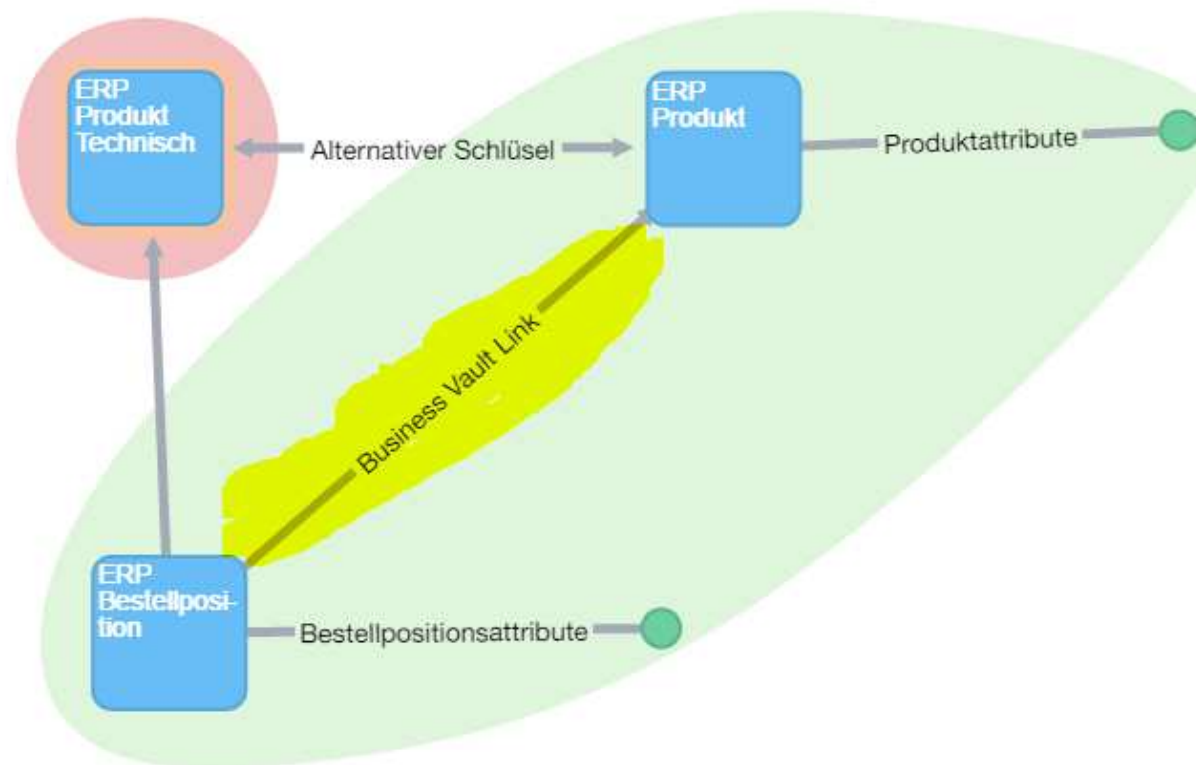 ERP
Produkt
Technisch
Alternativer Schlüsel
ERP
Produkt
Produktattribute
Business Vault Link
ERP
Bestellposi-
tion
Bestellpositionsattribute